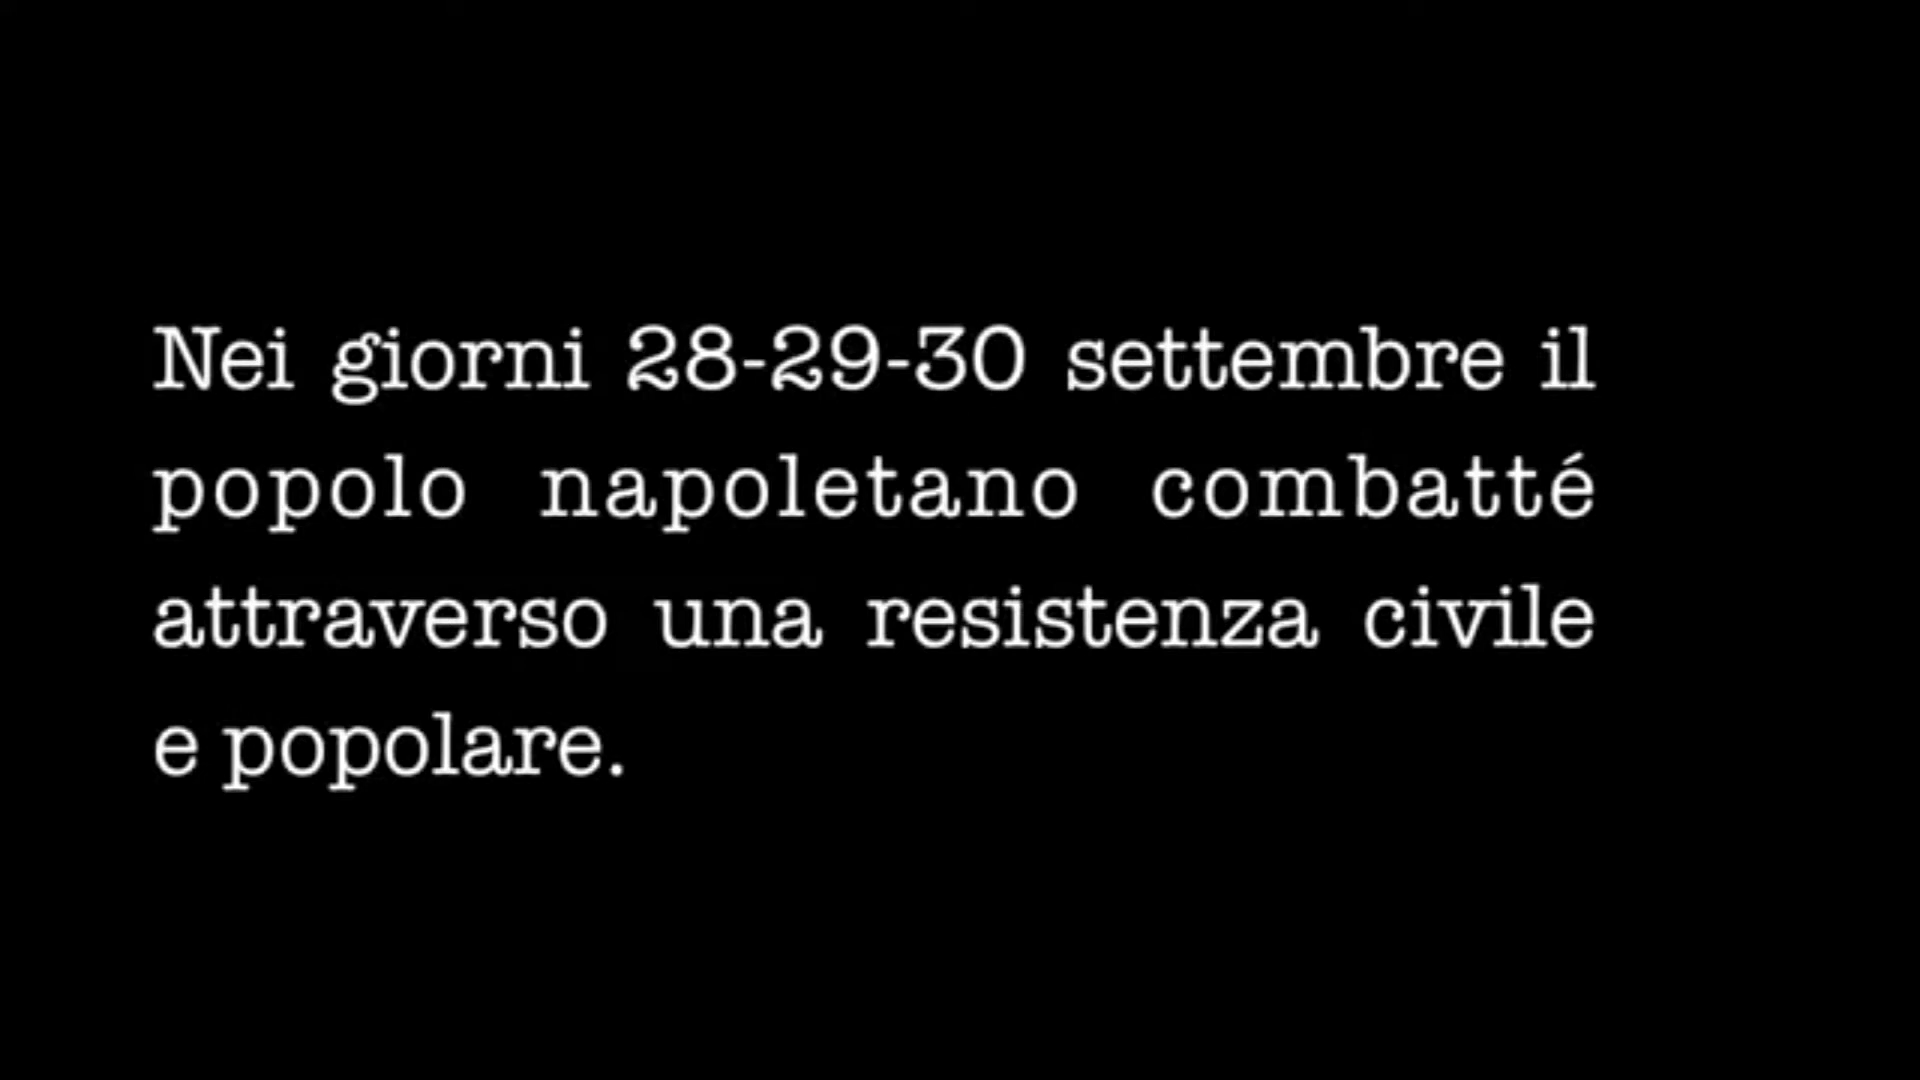 Nei giorni 28-29-30 settembre il
popolo napoletano combatté
attraverso una resistenza civile
e popolare.